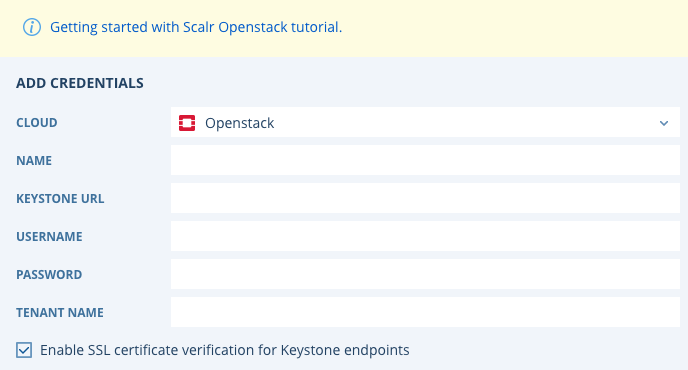 Getting started with Scalr Openstack tutorial.
ADD CREDENTIALS
CLOUD Openstack
NAME
KEYSTONE URL
USERNAME
PASSWORD
TENANT NAME
Enable SSL certificate verification for Keystone endpoints